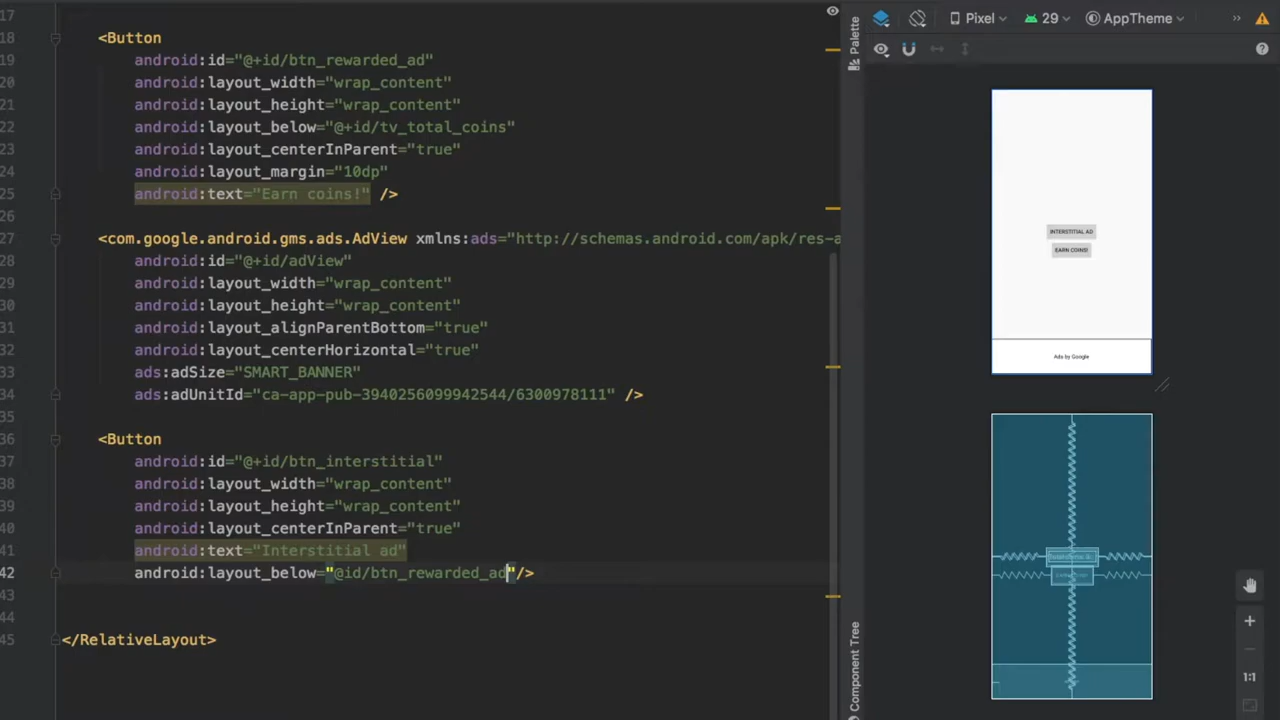 17
18 <Button
19 android:id="@+id/btn_rewarded_ad"
20 android:layout_width="wrap_content"
21 android:layout_height="wrap_content"
22 android:layout_below="@+id/tv_total_coins"
23 android:layout_centerInParent="true"
24 android:layout_margin="10dp"
25 android:text="Earn coins!" />
26
27 <com.google.android.gms.ads.AdView xmlns:ads="http://schemas.android.com/apk/res-a
28 android:id="@+id/adView"
29 android:layout_width="wrap_content"
30 android:layout_height="wrap_content"
31 android:layout_alignParentBottom="true"
32 android:layout_centerHorizontal="true"
33 ads:adSize="SMART_BANNER"
34 ads:adUnitId="ca-app-pub-3940256099942544/6300978111" />
35
36 <Button
37 android:id="@+id/btn_interstitial"
38 android:layout_width="wrap_content"
39 android:layout_height="wrap_content"
40 android:layout_centerInParent="true"
41 android:text="Interstitial ad"
42 android:layout_below="@id/btn_rewarded_ad"/>
43
44
45 </RelativeLayout>
Palette
Component Tree
Pixel 29 AppTheme »
INTERSTITIAL AD
EARN COINS!
Ads by Google
1:1